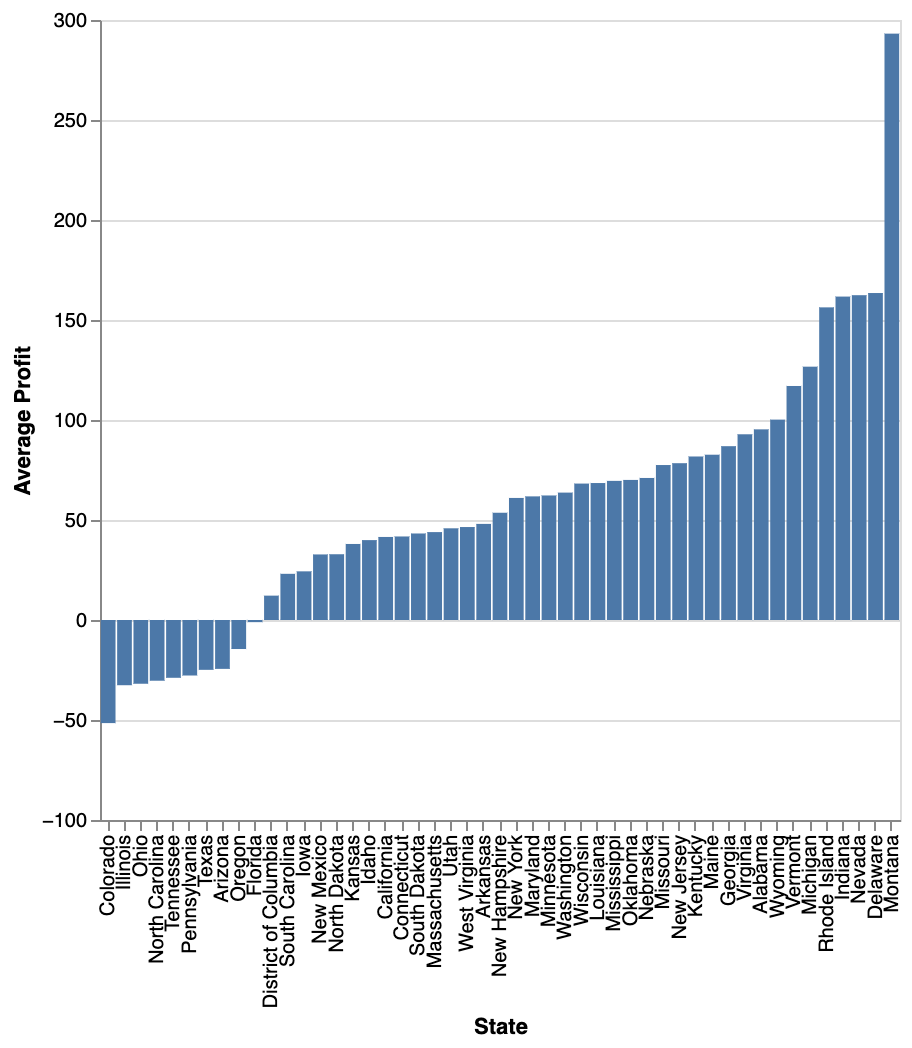 300
250
200
150
100
50
0
−50
−100
Average Profit
Colorado
Illinois
Ohio
North Carolina
Tennessee
Pennsylvania
Texas
Arizona
Oregon
Florida
District of Columbia
South Carolina
Iowa
New Mexico
North Dakota
Kansas
Idaho
California
Connecticut
South Dakota
Massachusetts
Utah
West Virginia
Arkansas
New Hampshire
New York
Maryland
Minnesota
Washington
Wisconsin
Louisiana
Mississippi
Oklahoma
Nebraska
Missouri
New Jersey
Kentucky
Maine
Georgia
Virginia
Alabama
Wyoming
Vermont
Michigan
Rhode Island
Indiana
Nevada
Delaware
Montana
State